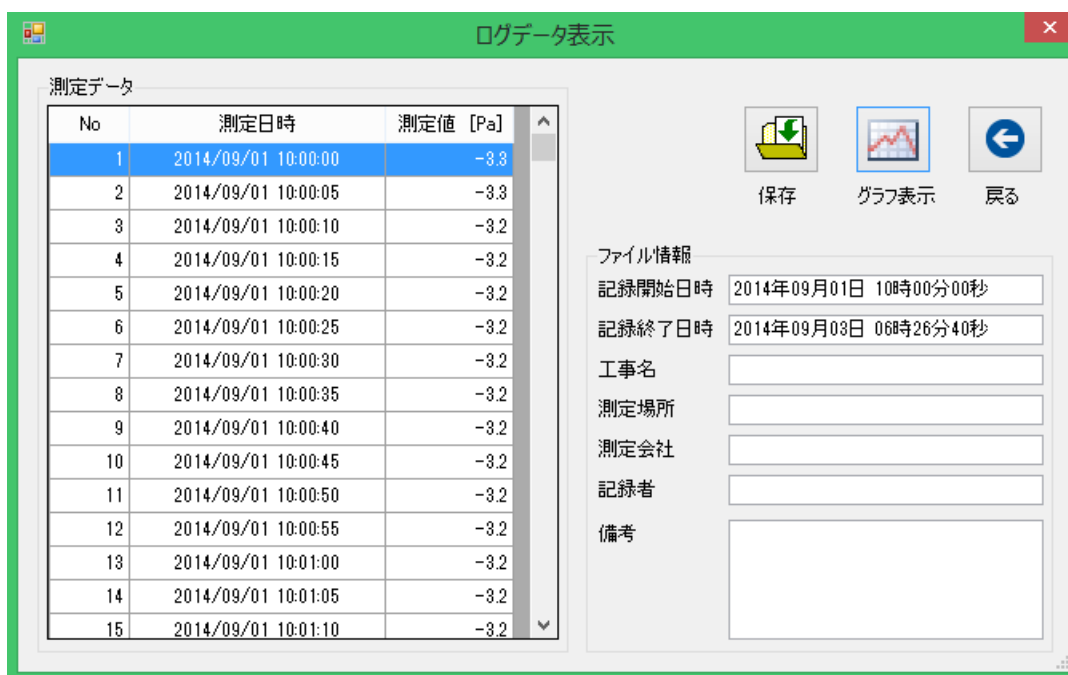 ログデータ表示
測定データ
No 測定日時 測定値 [Pa]
1 2014/09/01 10:00:00 -3.3
2 2014/09/01 10:00:05 -3.3
3 2014/09/01 10:00:10 -3.2
4 2014/09/01 10:00:15 -3.2
5 2014/09/01 10:00:20 -3.2
6 2014/09/01 10:00:25 -3.2
7 2014/09/01 10:00:30 -3.2
8 2014/09/01 10:00:35 -3.2
9 2014/09/01 10:00:40 -3.2
10 2014/09/01 10:00:45 -3.2
11 2014/09/01 10:00:50 -3.2
12 2014/09/01 10:00:55 -3.2
13 2014/09/01 10:01:00 -3.2
14 2014/09/01 10:01:05 -3.2
15 2014/09/01 10:01:10 -3.2
保存 グラフ表示 戻る
ファイル情報
記録開始日時 2014年09月01日 10時00分00秒
記録終了日時 2014年09月03日 06時26分40秒
工事名
測定場所
測定会社
記録者
備考